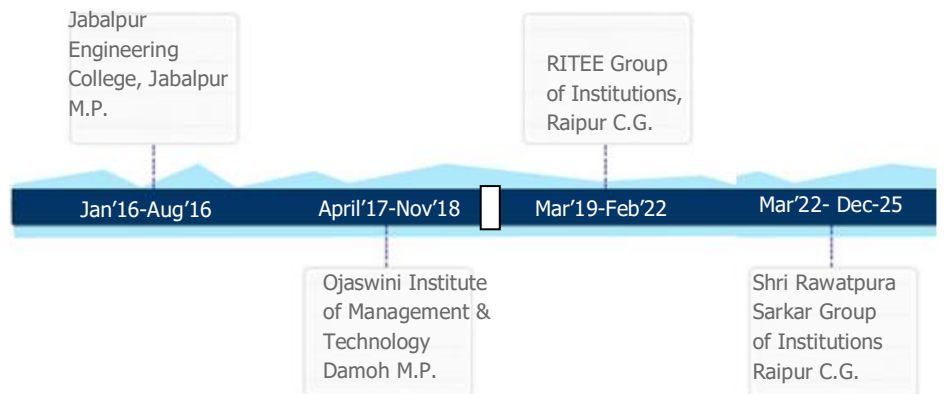 Jabalpur
Engineering
College, Jabalpur
M.P.
RITEE Group
of Institutions,
Raipur C.G.
Jan’16-Aug’16
April’17-Nov’18
Mar’19-Feb’22
Mar’22- Dec-25
Ojaswini Institute
of Management &
Technology
Damoh M.P.
Shri Rawatpura
Sarkar Group
of Institutions
Raipur C.G.